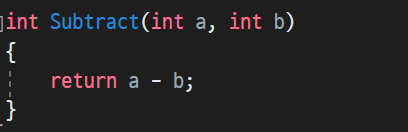 int Subtract(int a, int b)
{
    return a - b;
}